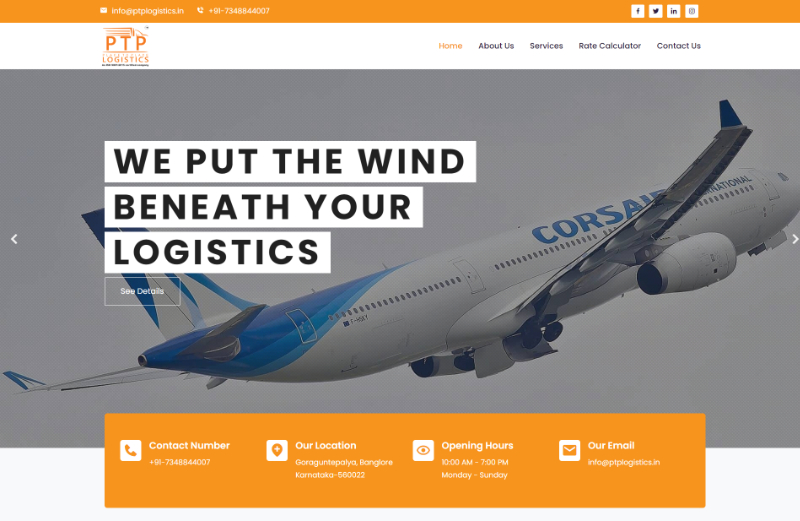 info@ptplogistics.in
+91-7348844007
PTP
LOGISTICS
Home
About Us
Services
Rate Calculator
Contact Us
WE PUT THE WIND
BENEATH YOUR
LOGISTICS
See Details
CORSAIR
INTERNATIONAL
F-HSKY
Contact Number
+91-7348844007
Our Location
Goraguntepalya, Banglore
Karnataka-560022
Opening Hours
10:00 AM - 7:00 PM
Monday - Sunday
Our Email
info@ptplogistics.in